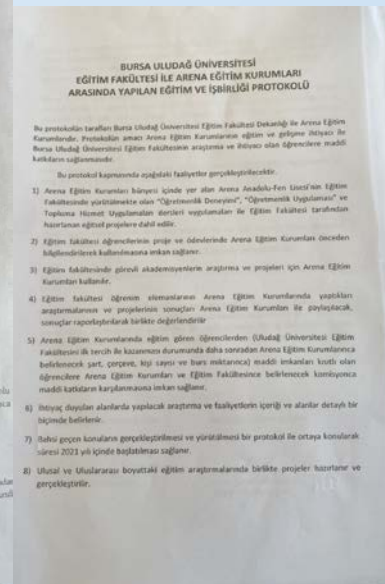 BURSA ULUDAĞ ÜNİVERSİTESİ
EĞİTİM FAKÜLTESİ İLE ARENA EĞİTİM KURUMLARI
ARASINDA YAPILAN EĞİTİM VE İŞBİRLİĞİ PROTOKOLÜ
Bu protokolün tarafları Bursa Uludağ Üniversitesi Eğitim Fakültesi Dekanlığı ile Arena Eğitim
Kurumlarıdır. Protokolün amacı Arena Eğitim Kurumlarının eğitim ve gelişme ihtiyacı ile
Bursa Uludağ Üniversitesi Eğitim Fakültesinin araştırma ve ihtiyacı olan öğrencilere maddi
katkıların sağlanmasıdır.
Bu protokol kapsamında aşağıdaki faaliyetler gerçekleştirilecektir.
1) Arena Eğitim Kurumları bünyesi içinde yer alan Arena Anadolu-Fen Lisesi'nin Eğitim
Fakültesinde yürütülmekte olan "Öğretmenlik Deneyimi", "Öğretmenlik Uygulaması" ve
Topluma Hizmet Uygulamaları dersleri uygulamaları ile Eğitim Fakültesi tarafından
hazırlanan eğitsel projelere dahil edilir.
2) Eğitim fakültesi öğrencilerinin proje ve ödevlerinde Arena Eğitim Kurumları önceden
bilgilendirilerek kullanılmasına imkan sağlanır.
3) Eğitim fakültesinde görevli akademisyenlerin araştırma ve projeleri için Arena Eğitim
Kurumları kullanılır.
4) Eğitim fakültesi öğrenim elemanlarının Arena Eğitim Kurumlarında yaptıkları
araştırmalarının ve projelerinin sonuçları Arena Eğitim Kurumları ile paylaşılacak,
sonuçlar raporlaştırılarak birlikte değerlendirilir
5) Arena Eğitim Kurumlarında eğitim gören öğrencilerden (Uludağ Üniversitesi Eğitim
Fakültesini ilk tercih ile kazanması durumunda daha sonradan Arena Eğitim Kurumlarınca
belirlenecek şart, çerçeve, kişi sayısı ve burs miktarınca) maddi imkanları kısıtlı olan
öğrencilere Arena Eğitim Kurumları ve Eğitim Fakültesince belirlenecek komisyonca
maddi katkıların karşılanmasına imkan sağlanır.
6) İhtiyaç duyulan alanlarda yapılacak araştırma ve faaliyetlerin içeriği ve alanlar detaylı bir
biçimde belirlenir.
7) Bahsi geçen konuların gerçekleştirilmesi ve yürütülmesi bir protokol ile ortaya konularak
süresi 2021 yılı içinde başlatılması sağlanır.
8) Ulusal ve Uluslararası boyuttaki eğitim araştırmalarında birlikte projeler hazırlanır ve
gerçekleştirilir.